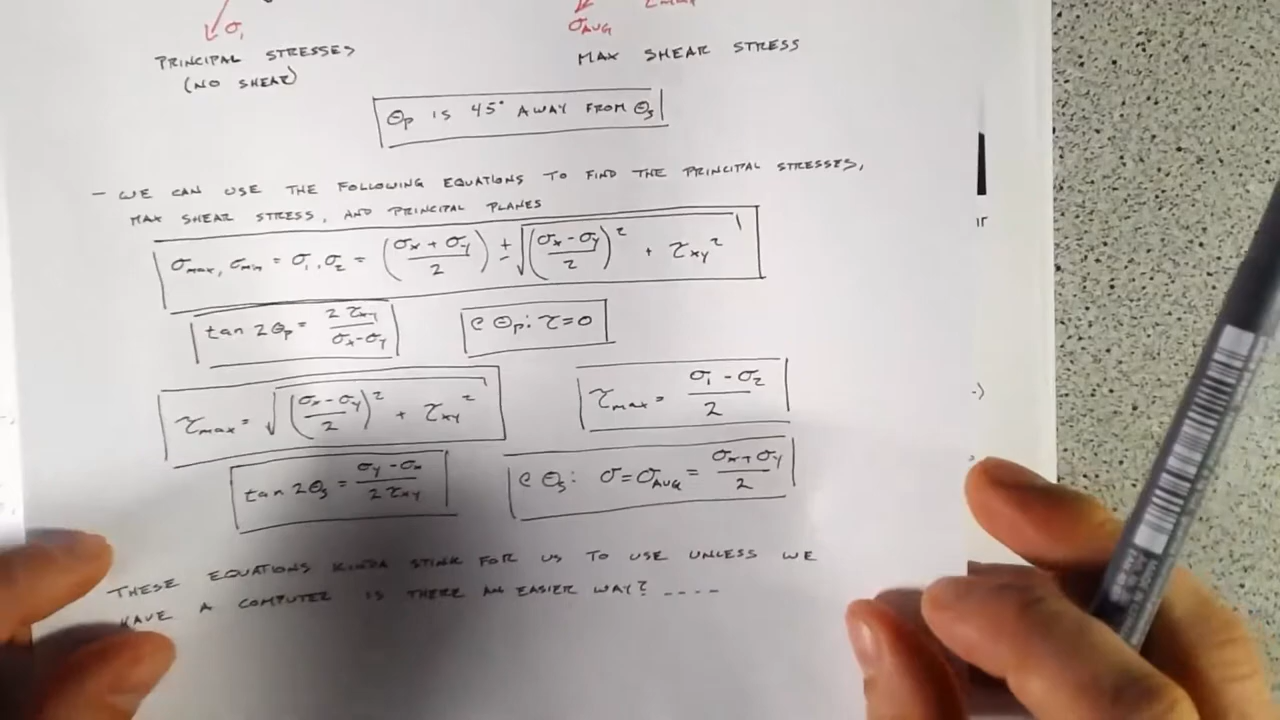 σ₁
σAVG
PRINCIPAL STRESSES
(NO SHEAR)
MAX SHEAR STRESS
θp IS 45° AWAY FROM θs
- WE CAN USE THE FOLLOWING EQUATIONS TO FIND THE PRINCIPAL STRESSES,
MAX SHEAR STRESS, AND PRINCIPAL PLANES
σmax, σmin = σ₁, σ₂ = ((σx + σy)/2) ± √(((σx - σy)/2)² + τxy²)
tan 2θp = 2τxy/(σx - σy)
@ θp: τ = 0
τmax = √(((σx - σy)/2)² + τxy²)
τmax = (σ₁ - σ₂)/2
tan 2θs = (σy - σx)/(2τxy)
@ θs: σ = σAVG = (σx + σy)/2
THESE EQUATIONS KINDA STINK FOR US TO USE UNLESS WE
HAVE A COMPUTER IS THERE AN EASIER WAY? ----